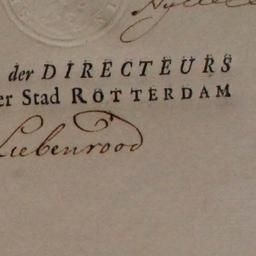 der DIRECTEURS
er Stad ROTTERDAM
Liebenrood